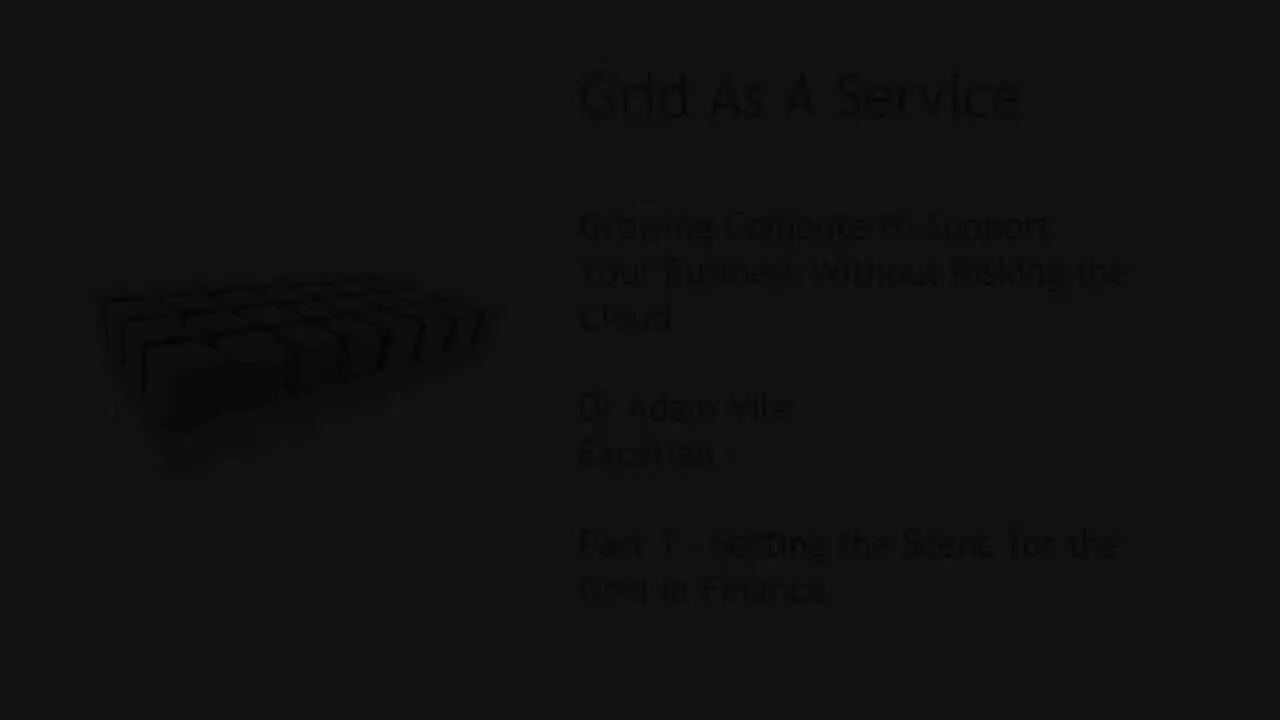 Grid As A Service
Growing Compute to Support
Your Business Without Risking the
Cloud
Dr Adam Vile
Excelian
Part 1 - Setting the Scene for the
Grid in Finance